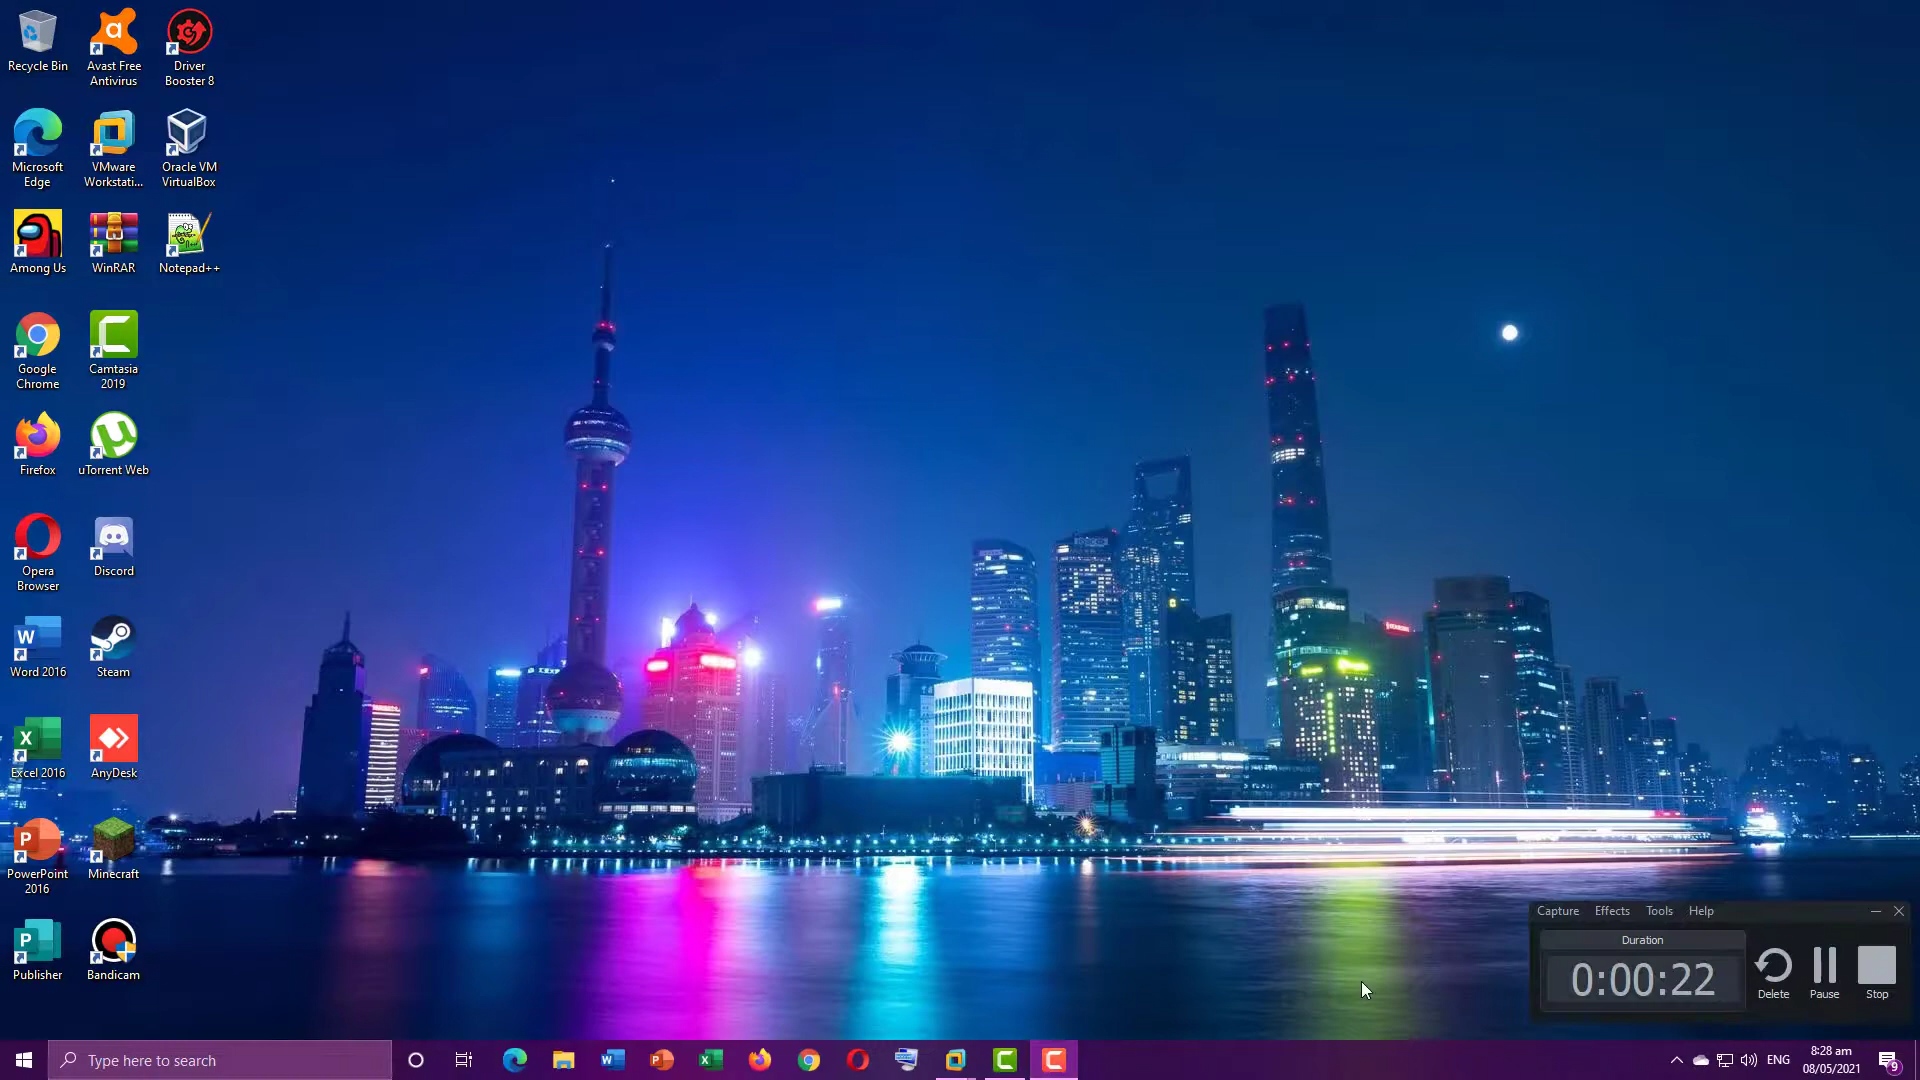 Recycle Bin
Avast Free
Antivirus
Driver
Booster 8
Microsoft
Edge
VMware
Workstati...
Oracle VM
VirtualBox
Among Us
WinRAR
Notepad++
Google
Chrome
Camtasia
2019
Firefox
uTorrent Web
Opera
Browser
Discord
Word 2016
Steam
Excel 2016
AnyDesk
PowerPoint
2016
Minecraft
Publisher
Bandicam
Capture Effects Tools Help
Duration
0:00:22
Delete Pause Stop
Type here to search
ENG
8:28 am
08/05/2021
9